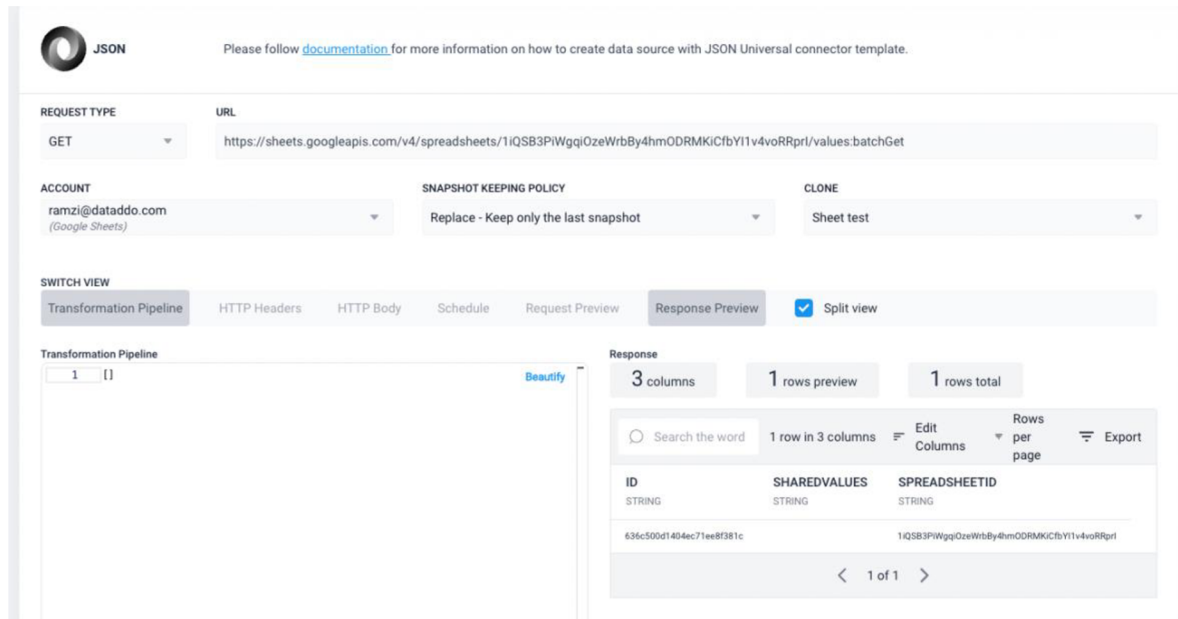 JSON
Please follow documentation for more information on how to create data source with JSON Universal connector template.
REQUEST TYPE
URL
GET
https://sheets.googleapis.com/v4/spreadsheets/1iQSB3PiWgqiOzeWrbBy4hmODRMKiCfbYI1v4voRRprI/values:batchGet
ACCOUNT
SNAPSHOT KEEPING POLICY
CLONE
ramzi@dataddo.com
(Google Sheets)
Replace - Keep only the last snapshot
Sheet test
SWITCH VIEW
Transformation Pipeline
HTTP Headers
HTTP Body
Schedule
Request Preview
Response Preview
Split view
Transformation Pipeline
1 []
Beautify
Response
3 columns
1 rows preview
1 rows total
Search the word
1 row in 3 columns
Edit
Columns
Rows
per
page
Export
ID
SHAREDVALUES
SPREADSHEETID
STRING
STRING
STRING
636c500d1404ec71ee8f381c
1iQSB3PiWgqiOzeWrbBy4hmODRMKiCfbYI1v4voRRprI
1 of 1